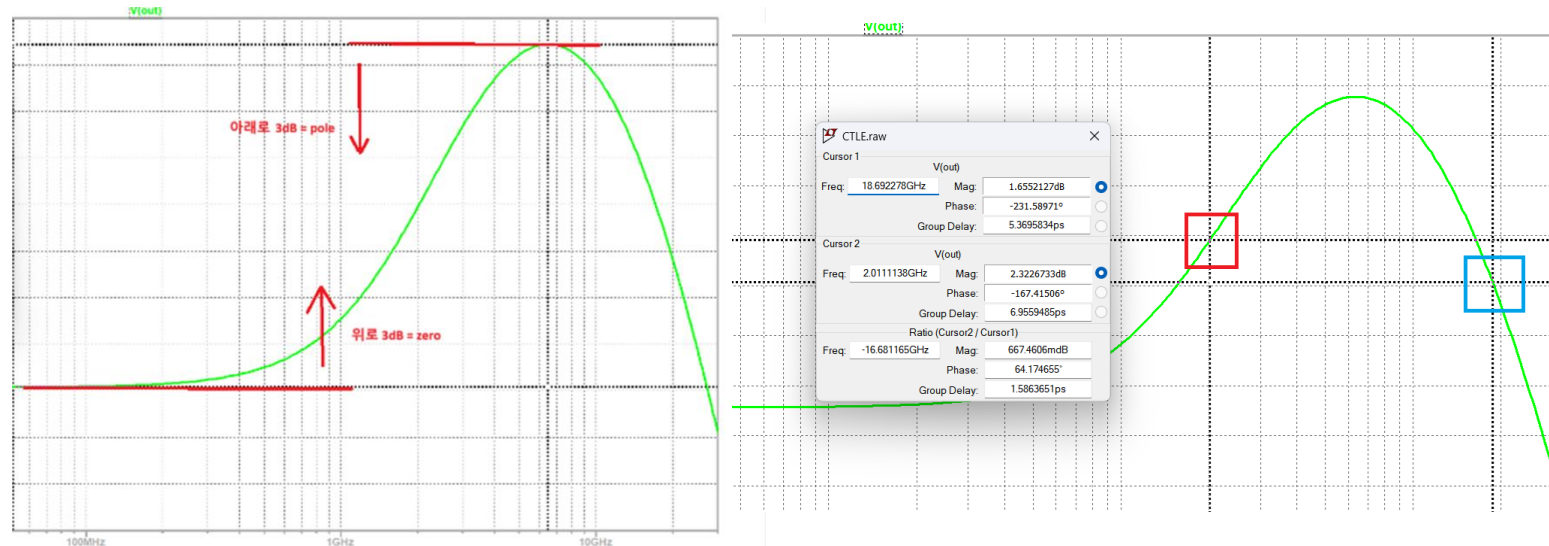 V(out)
아래로 3dB = pole
위로 3dB = zero
100MHz
1GHz
10GHz
V(out)
CTLE.raw
Cursor 1
V(out)
Freq: 18.692278GHz Mag: 1.6552127dB
Phase: -231.58971°
Group Delay: 5.3695834ps
Cursor 2
V(out)
Freq: 2.0111138GHz Mag: 2.3226733dB
Phase: -167.41506°
Group Delay: 6.9559485ps
Ratio (Cursor2 / Cursor1)
Freq: -16.681165GHz Mag: 667.4606mdB
Phase: 64.174655°
Group Delay: 1.5863651ps